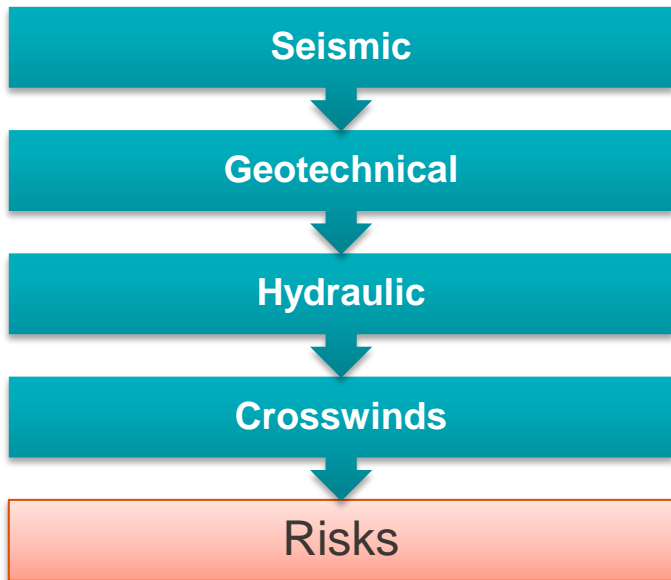 Seismic
Geotechnical
Hydraulic
Crosswinds
Risks